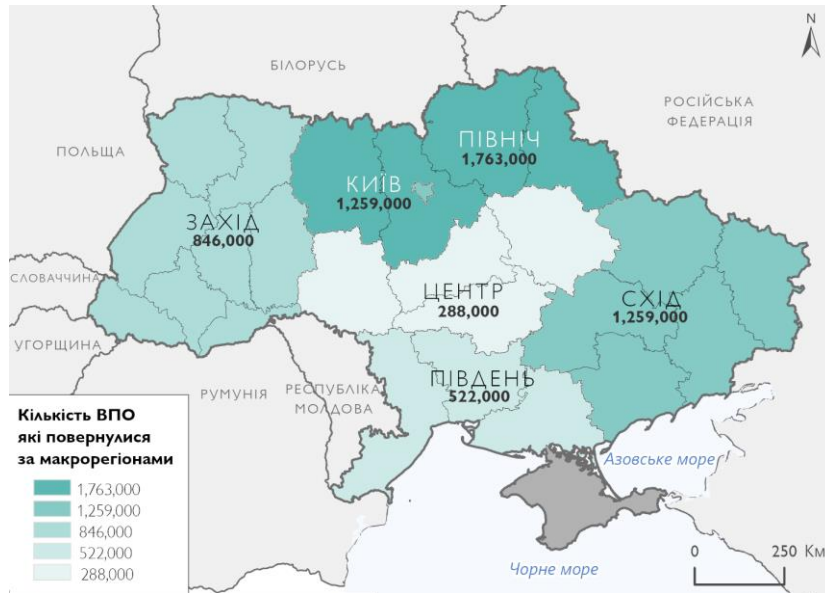 N
БІЛОРУСЬ
РОСІЙСЬКА
ФЕДЕРАЦІЯ
ПОЛЬЩА
ПІВНІЧ
1,763,000
КИЇВ
1,259,000
ЗАХІД
846,000
СЛОВАЧЧИНА
ЦЕНТР
288,000
СХІД
1,259,000
УГОРЩИНА
РУМУНІЯ
РЕСПУБЛІКА
МОЛДОВА
ПІВДЕНЬ
522,000
Кількість ВПО
які повернулися
за макрорегіонами
1,763,000
1,259,000
846,000
522,000
288,000
Азовське море
Чорне море
0 250 Км